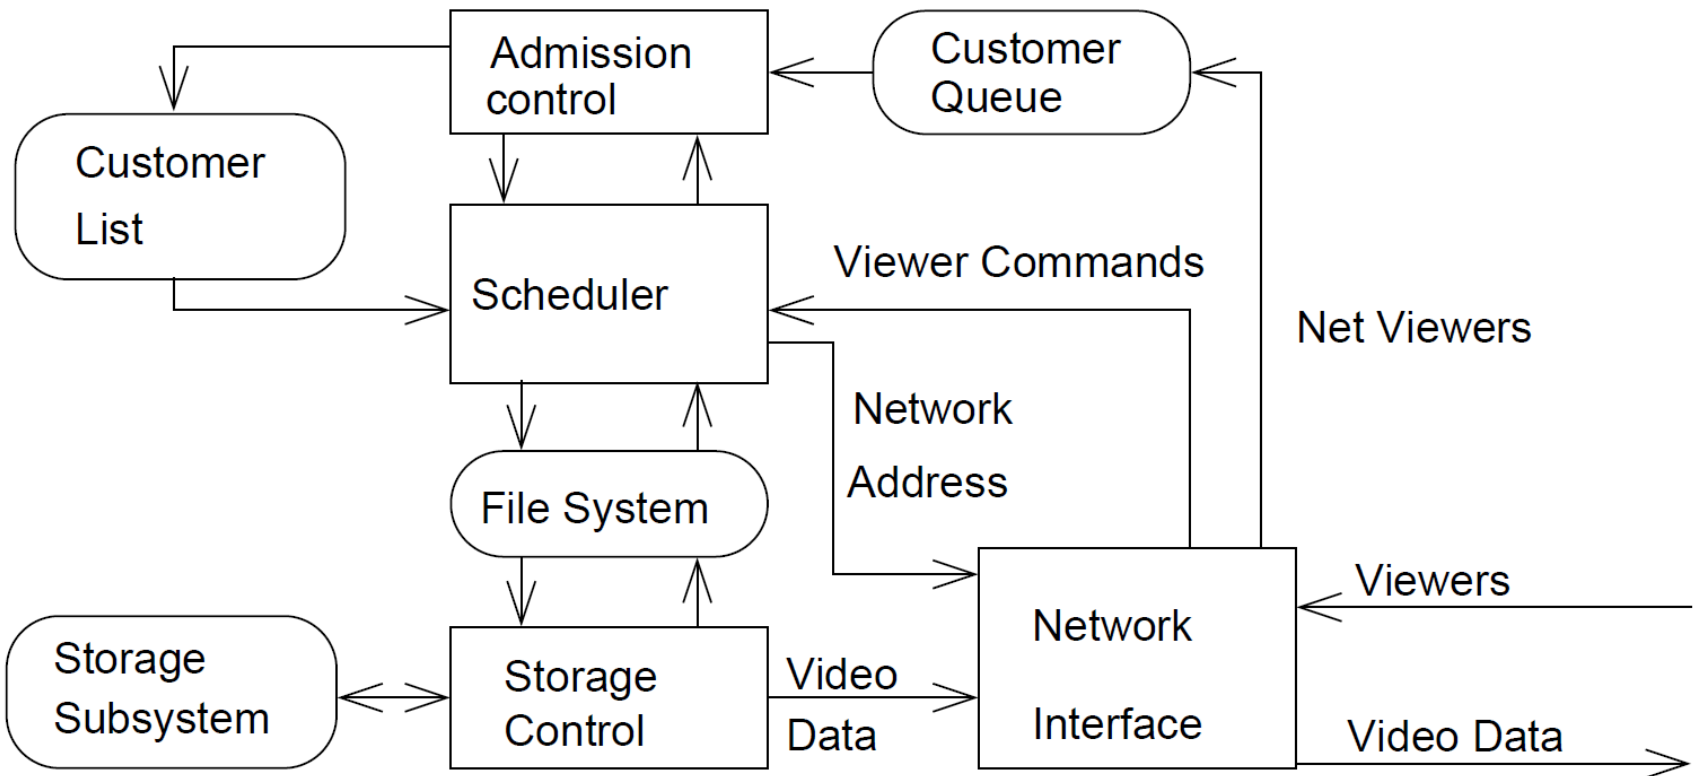 Admission
control
Customer
Queue
Customer
List
Scheduler
Viewer Commands
Net Viewers
Network
Address
File System
Viewers
Network
Interface
Storage
Subsystem
Storage
Control
Video
Data
Video Data